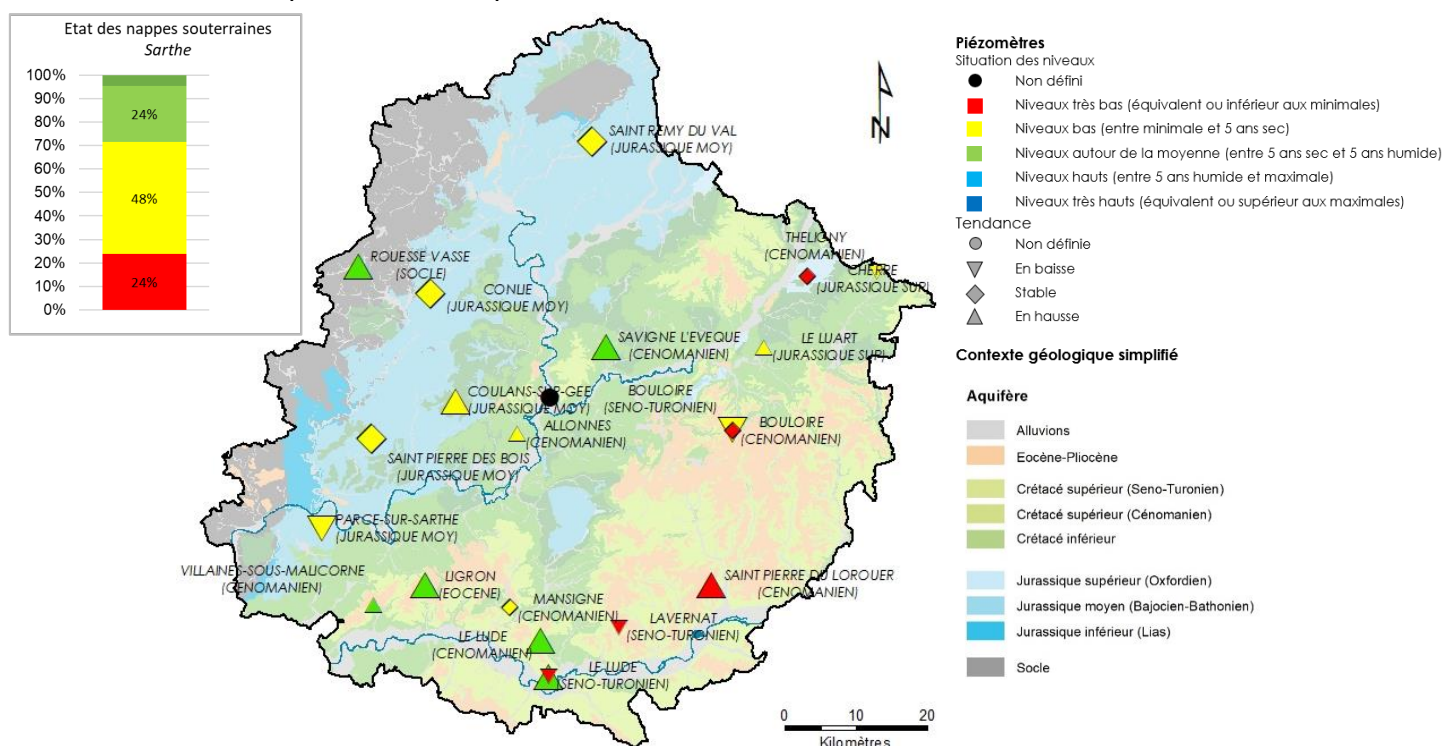 Etat des nappes souterraines
Sarthe
100%
90%
80%
70%
60%
50%
40%
30%
20%
10%
0%
24%
48%
24%
SAINT REMY DU VAL
(JURASSIQUE MOY)
THELIGNY
(CENOMANIEN)
CHERRE
(JURASSIQUE SUP)
ROUESSE VASSE
(SOCLE)
CONLIE
(JURASSIQUE MOY)
SAVIGNE L'EVEQUE
(CENOMANIEN)
LE LUART
(JURASSIQUE SUP)
COULANS-SUR-GEE
(JURASSIQUE MOY)
BOULOIRE
(SENO-TURONIEN)
ALLONNES
(CENOMANIEN)
BOULOIRE
(CENOMANIEN)
SAINT PIERRE DES BOIS
(JURASSIQUE MOY)
PARCE-SUR-SARTHE
(JURASSIQUE MOY)
VILLAINES-SOUS-MALICORNE
(CENOMANIEN)
LIGRON
(EOCENE)
SAINT PIERRE DU LOROUER
(CENOMANIEN)
MANSIGNE
(CENOMANIEN)
LAVERNAT
(SENO-TURONIEN)
LE LUDE
(CENOMANIEN)
LE LUDE
(SENO-TURONIEN)
N
0 10 20
Kilomètres
Piézomètres
Situation des niveaux
Non défini
Niveaux très bas (équivalent ou inférieur aux minimales)
Niveaux bas (entre minimale et 5 ans sec)
Niveaux autour de la moyenne (entre 5 ans sec et 5 ans humide)
Niveaux hauts (entre 5 ans humide et maximale)
Niveaux très hauts (équivalent ou supérieur aux maximales)
Tendance
Non définie
En baisse
Stable
En hausse
Contexte géologique simplifié
Aquifère
Alluvions
Eocène-Pliocène
Crétacé supérieur (Seno-Turonien)
Crétacé supérieur (Cénomanien)
Crétacé inférieur
Jurassique supérieur (Oxfordien)
Jurassique moyen (Bajocien-Bathonien)
Jurassique inférieur (Lias)
Socle